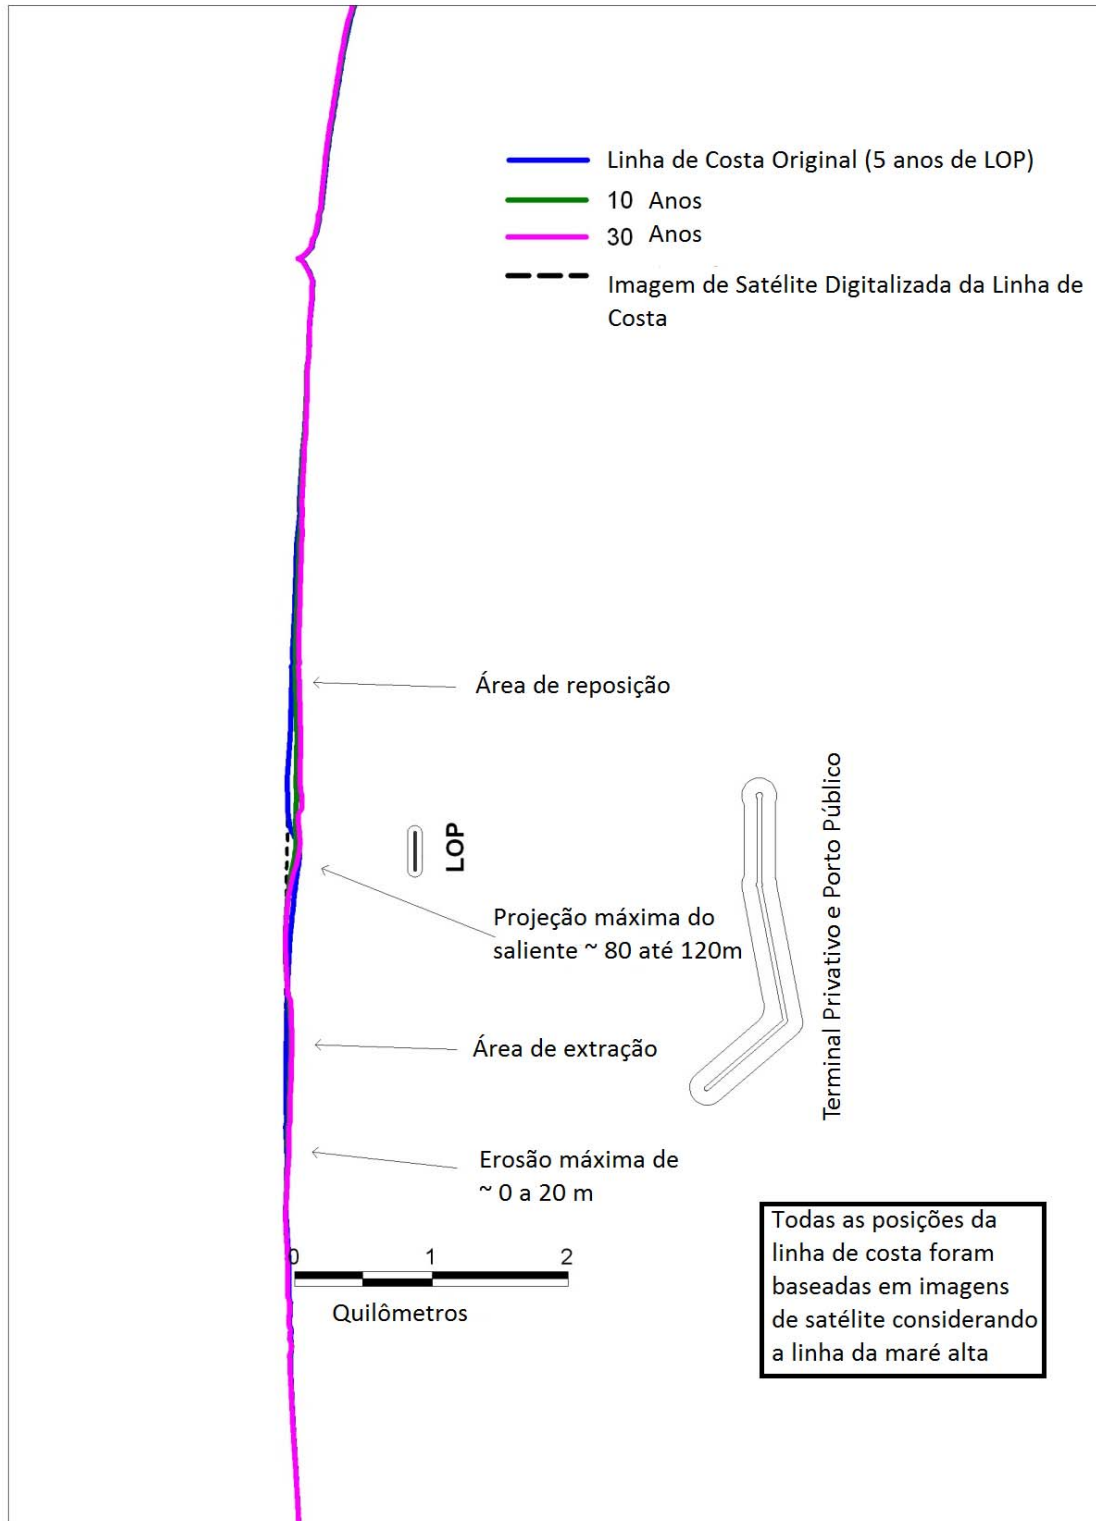 Linha de Costa Original (5 anos de LOP)
10 Anos
30 Anos
Imagem de Satélite Digitalizada da Linha de
Costa
Área de reposição
LOP
Terminal Privativo e Porto Público
Projeção máxima do
saliente ~ 80 até 120m
Área de extração
Erosão máxima de
~ 0 a 20 m
0 1 2
Quilômetros
Todas as posições da
linha de costa foram
baseadas em imagens
de satélite considerando
a linha da maré alta